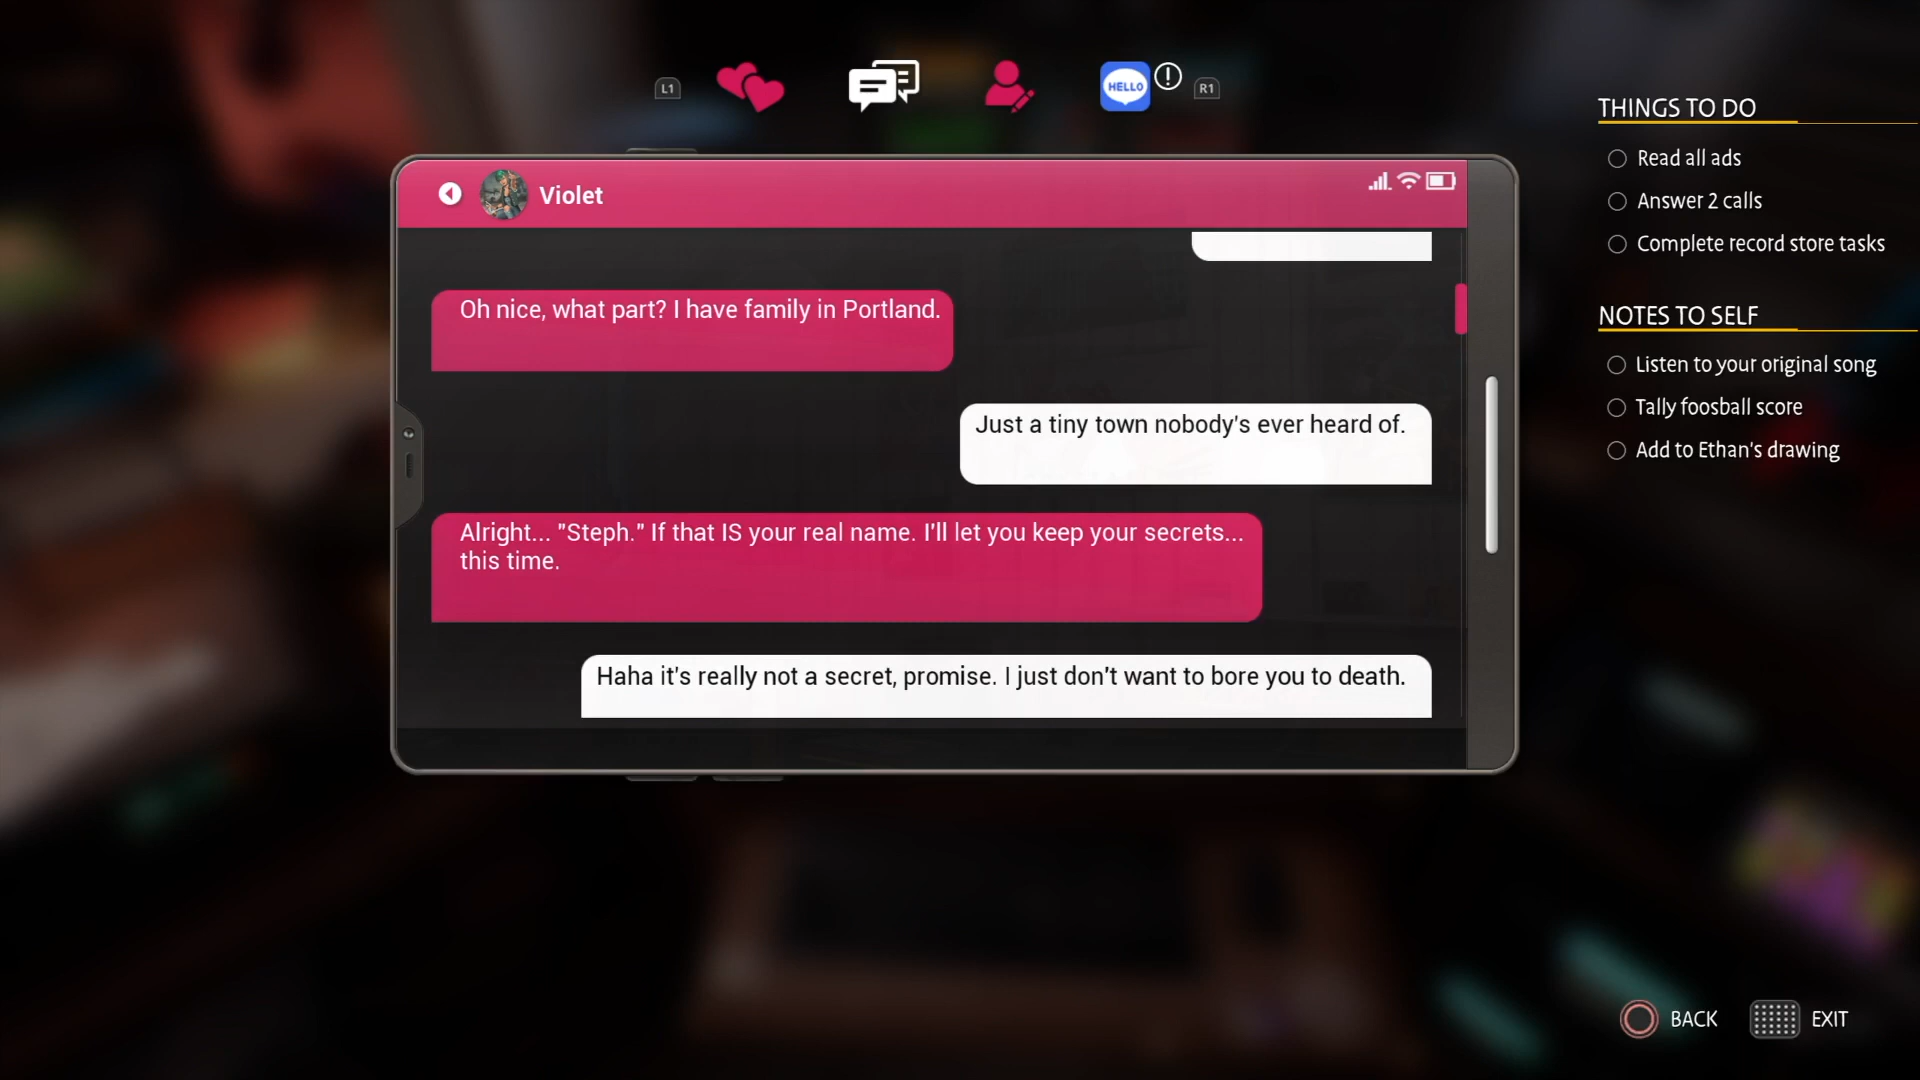 L1
HELLO
R1
Violet
Oh nice, what part? I have family in Portland.
Just a tiny town nobody's ever heard of.
Alright... "Steph." If that IS your real name. I'll let you keep your secrets...
this time.
Haha it's really not a secret, promise. I just don't want to bore you to death.
THINGS TO DO
Read all ads
Answer 2 calls
Complete record store tasks
NOTES TO SELF
Listen to your original song
Tally foosball score
Add to Ethan's drawing
BACK
EXIT